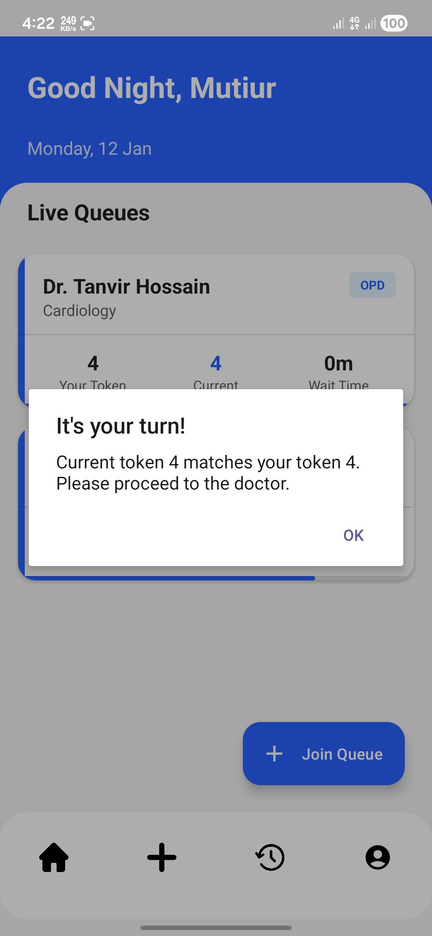 4:22 249 KB/s 4G 100
Good Night, Mutiur
Monday, 12 Jan
Live Queues
Dr. Tanvir Hossain
OPD
Cardiology
4 4 0m
Your Token Current Wait Time
It's your turn!
Current token 4 matches your token 4.
Please proceed to the doctor.
OK
Join Queue